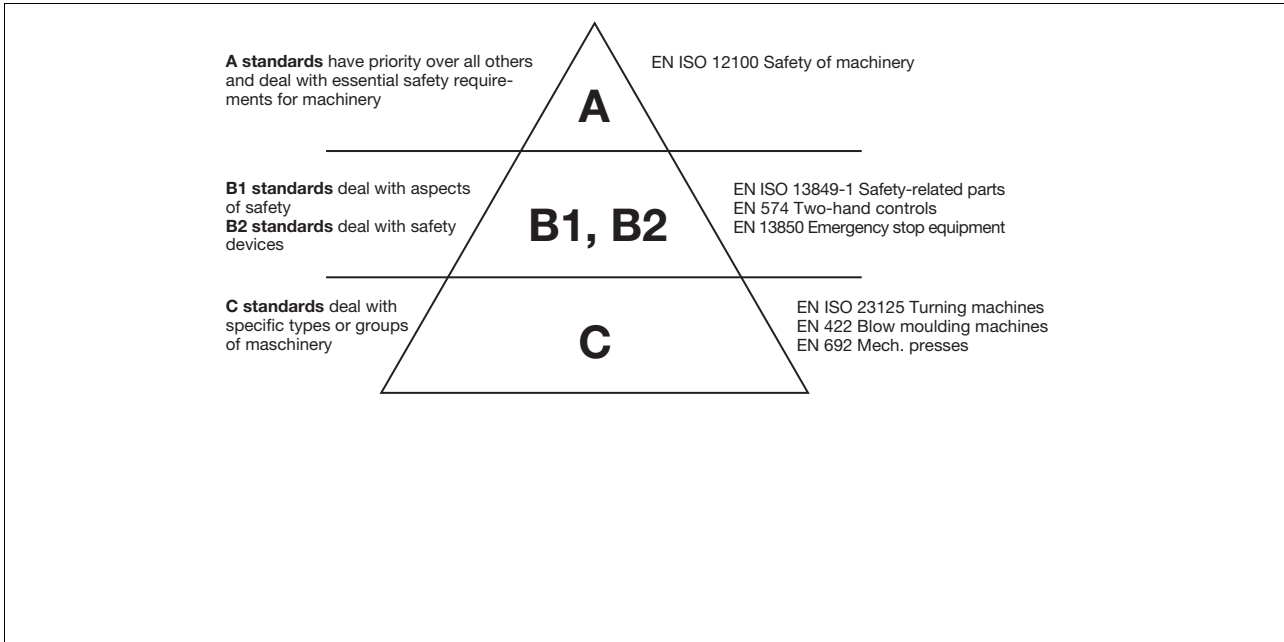 A standards have priority over all others
and deal with essential safety require-
ments for machinery
EN ISO 12100 Safety of machinery
A
B1 standards deal with aspects
of safety
B2 standards deal with safety
devices
B1, B2
EN ISO 13849-1 Safety-related parts
EN 574 Two-hand controls
EN 13850 Emergency stop equipment
C standards deal with
specific types or groups
of maschinery
C
EN ISO 23125 Turning machines
EN 422 Blow moulding machines
EN 692 Mech. presses